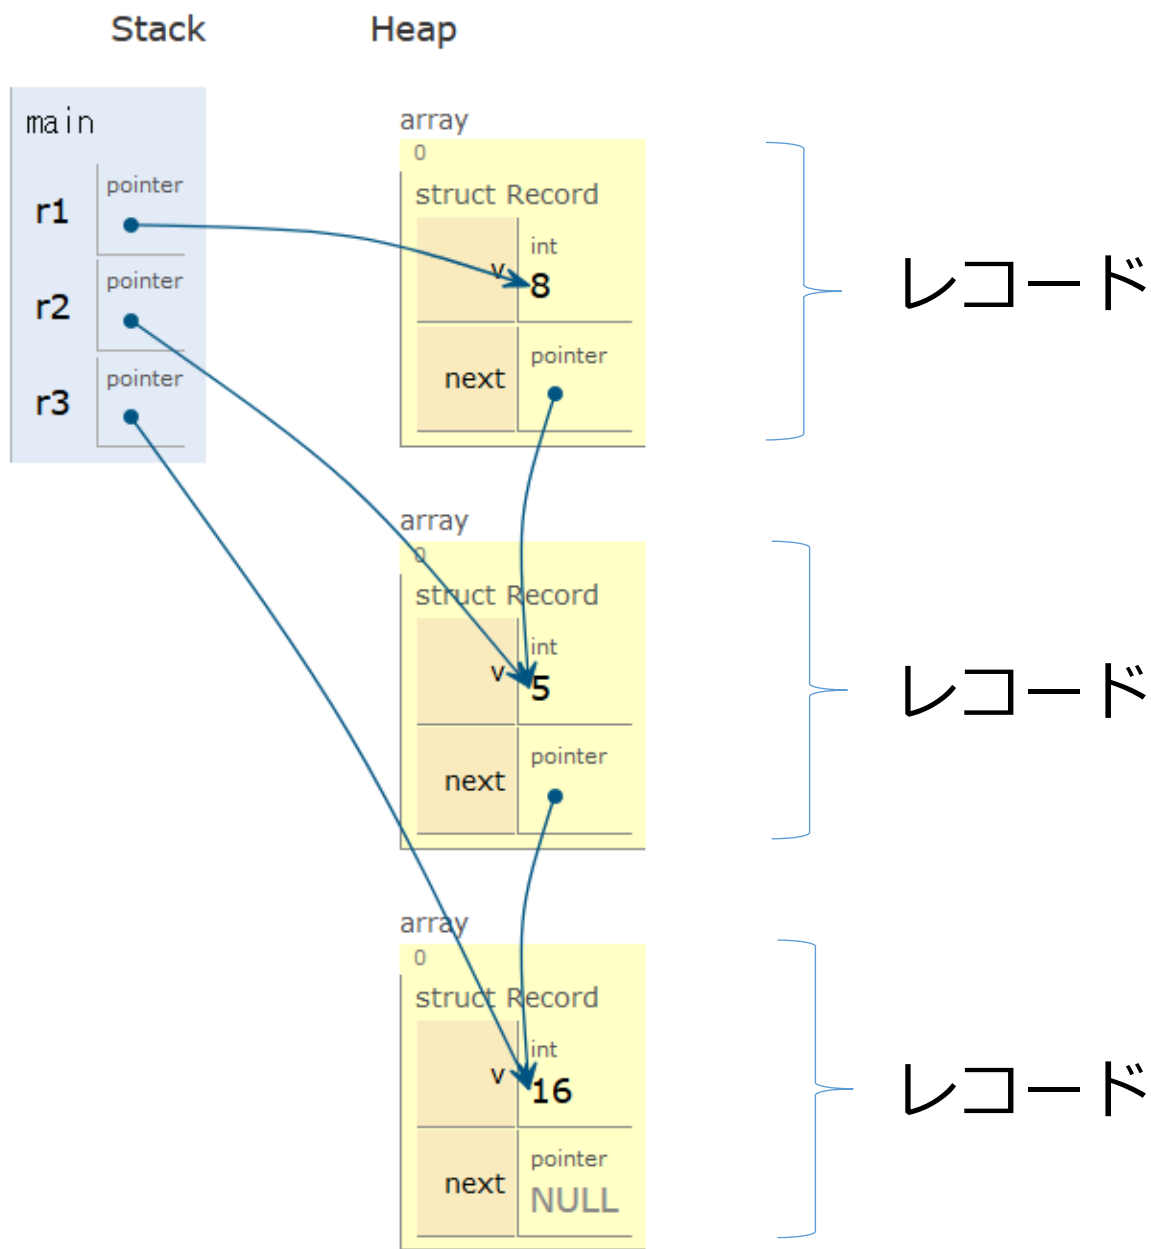 Stack Heap
main
array
0
struct Record
レコード
r1 pointer
v int 8
r2 pointer
next pointer
r3 pointer
array
0
struct Record
レコード
v int 5
next pointer
array
0
struct Record
レコード
v int 16
next pointer NULL